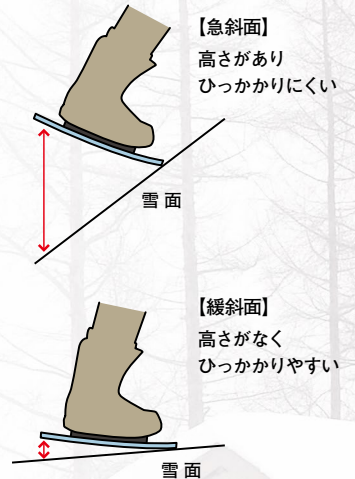 【急斜面】
高さがあり
ひっかかりにくい
雪面
【緩斜面】
高さがなく
ひっかかりやすい
雪面